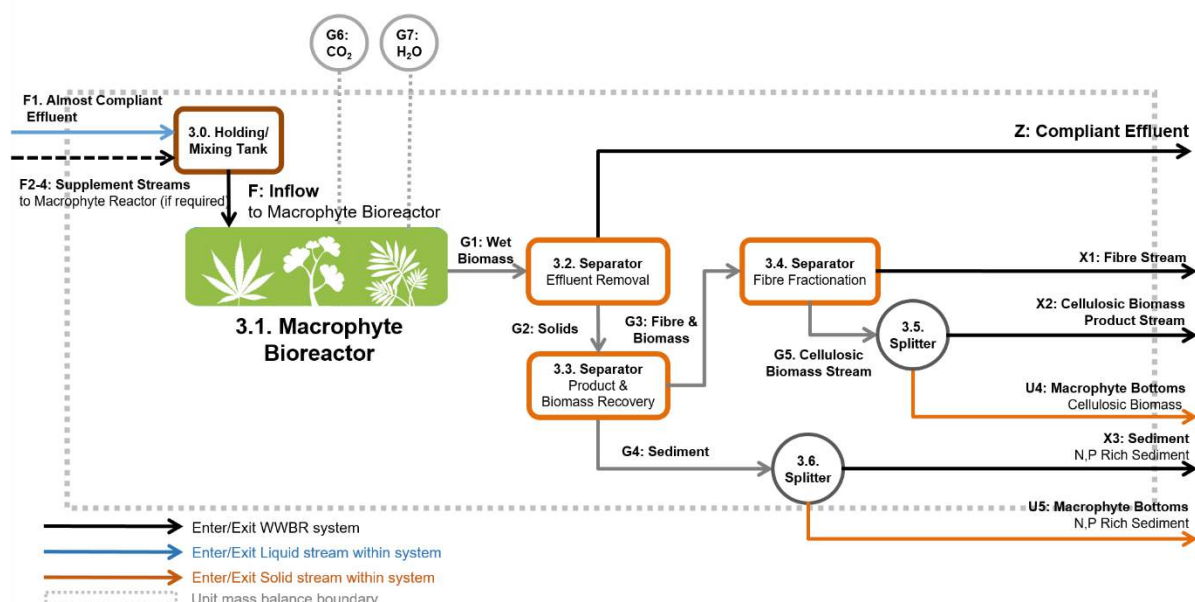 G6:
CO₂
G7:
H₂O
F1. Almost Compliant
Effluent
3.0. Holding/
Mixing Tank
Z: Compliant Effluent
F2-4: Supplement Streams
to Macrophyte Reactor (if required)
F: Inflow
to Macrophyte Bioreactor
G1: Wet
Biomass
3.2. Separator
Effluent Removal
3.4. Separator
Fibre Fractionation
X1: Fibre Stream
3.1. Macrophyte
Bioreactor
G2: Solids
G3: Fibre &
Biomass
X2: Cellulosic Biomass
Product Stream
3.5.
Splitter
3.3. Separator
Product &
Biomass Recovery
G5. Cellulosic
Biomass Stream
U4: Macrophyte Bottoms
Cellulosic Biomass
G4: Sediment
3.6.
Splitter
X3: Sediment
N,P Rich Sediment
U5: Macrophyte Bottoms
N,P Rich Sediment
Enter/Exit WWBR system
Enter/Exit Liquid stream within system
Enter/Exit Solid stream within system
Unit mass balance boundary